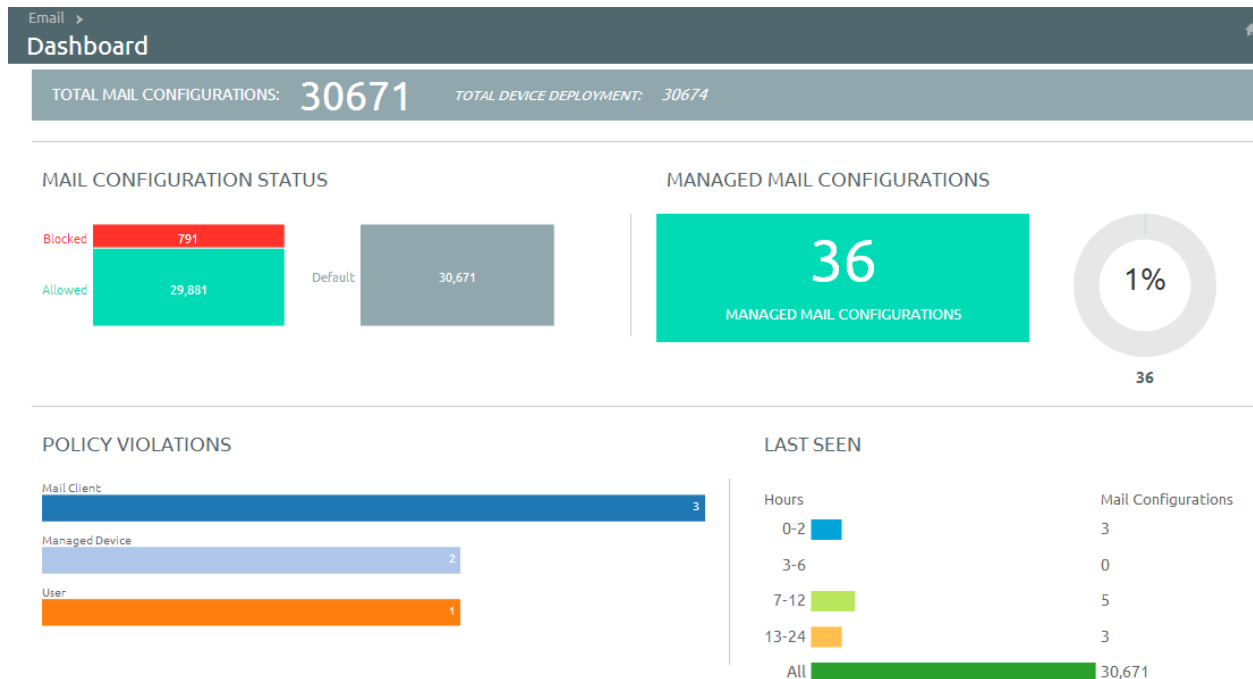 Email >
Dashboard
TOTAL MAIL CONFIGURATIONS: 30671 TOTAL DEVICE DEPLOYMENT: 30674
MAIL CONFIGURATION STATUS
Blocked 791
Allowed 29,881
Default 30,671
MANAGED MAIL CONFIGURATIONS
36
MANAGED MAIL CONFIGURATIONS
1%
36
POLICY VIOLATIONS
Mail Client
3
Managed Device
2
User
1
LAST SEEN
Hours Mail Configurations
0-2 3
3-6 0
7-12 5
13-24 3
All 30,671